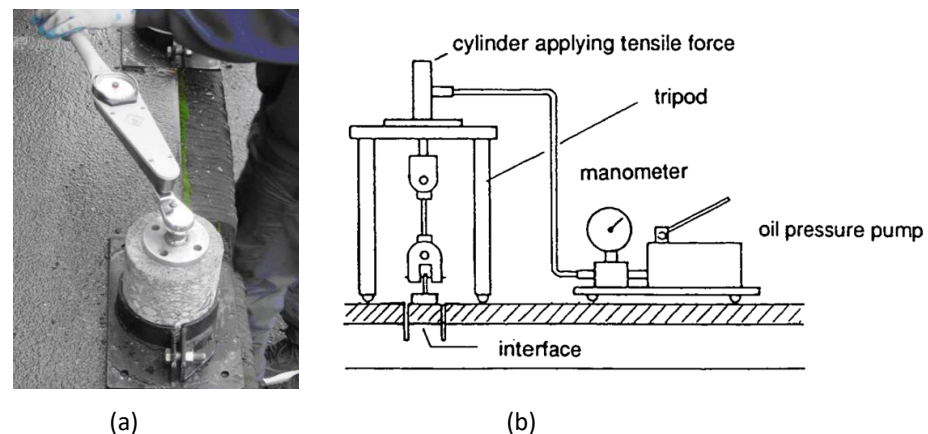 cylinder applying tensile force
tripod
manometer
oil pressure pump
interface
(a)
(b)